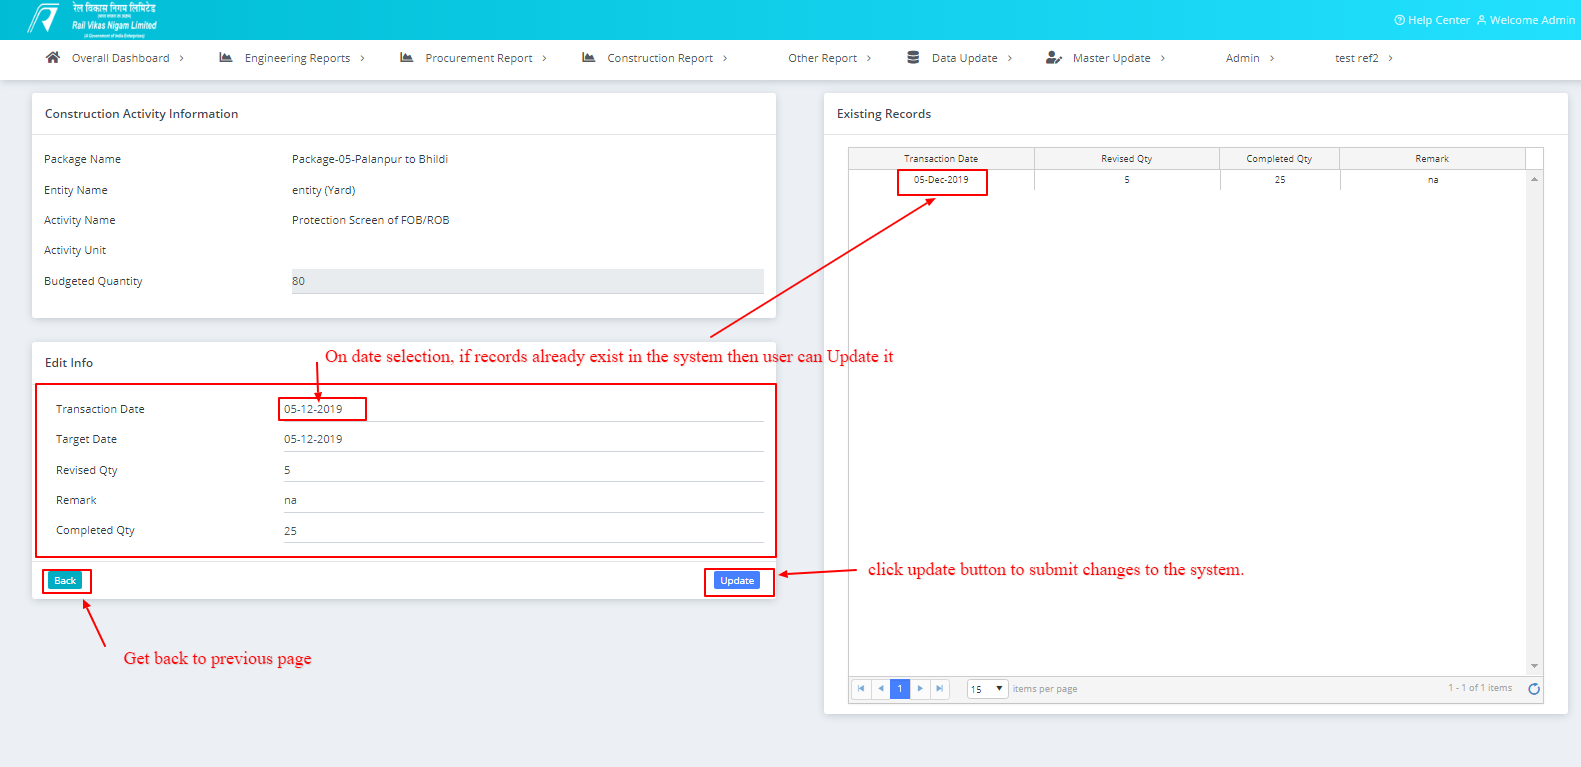 रेल विकास निगम लिमिटेड
Rail Vikas Nigam Limited
(A Government of India Enterprise)
Help Center Welcome Admin
Overall Dashboard Engineering Reports Procurement Report Construction Report Other Report Data Update Master Update Admin test ref2
Construction Activity Information
Package Name Package-05-Palanpur to Bhildi
Entity Name entity (Yard)
Activity Name Protection Screen of FOB/ROB
Activity Unit
Budgeted Quantity 80
On date selection, if records already exist in the system then user can Update it
Edit Info
Transaction Date 05-12-2019
Target Date 05-12-2019
Revised Qty 5
Remark na
Completed Qty 25
Back Update
click update button to submit changes to the system.
Get back to previous page
Existing Records
Transaction Date Revised Qty Completed Qty Remark
05-Dec-2019 5 25 na
1 15 items per page 1 - 1 of 1 items